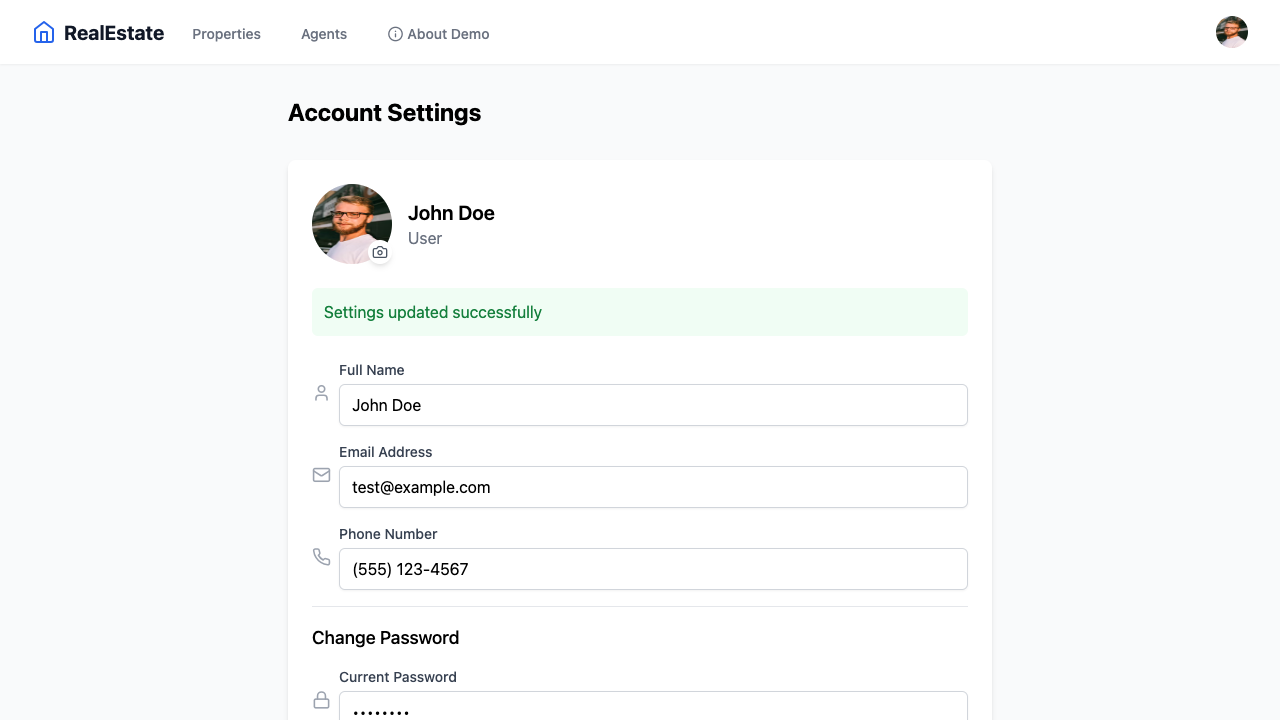 RealEstate
Properties
Agents
About Demo
Account Settings
John Doe
User
Settings updated successfully
Full Name
John Doe
Email Address
test@example.com
Phone Number
(555) 123-4567
Change Password
Current Password
••••••••